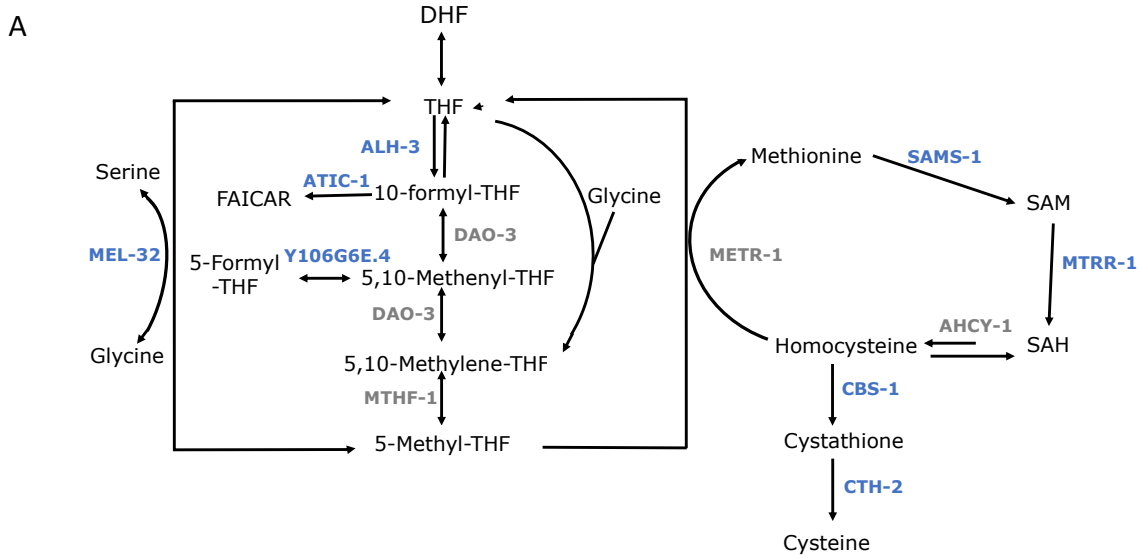 A
DHF
THF
ALH-3
Serine
ATIC-1
FAICAR
10-formyl-THF
Glycine
DAO-3
MEL-32
5-Formyl
-THF
Y106G6E.4
5,10-Methenyl-THF
DAO-3
Glycine
5,10-Methylene-THF
MTHF-1
5-Methyl-THF
Methionine
SAMS-1
SAM
METR-1
MTRR-1
AHCY-1
Homocysteine
SAH
CBS-1
Cystathione
CTH-2
Cysteine